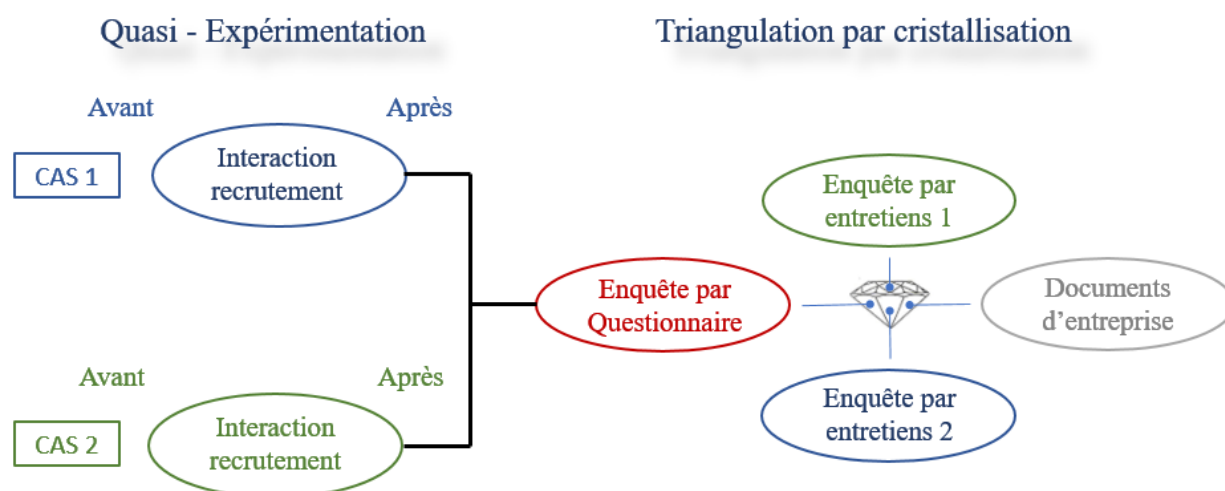 Quasi - Expérimentation
Triangulation par cristallisation
Avant
Après
CAS 1
Interaction
recrutement
Enquête par
entretiens 1
Enquête par
Questionnaire
Documents
d'entreprise
Avant
Après
CAS 2
Interaction
recrutement
Enquête par
entretiens 2